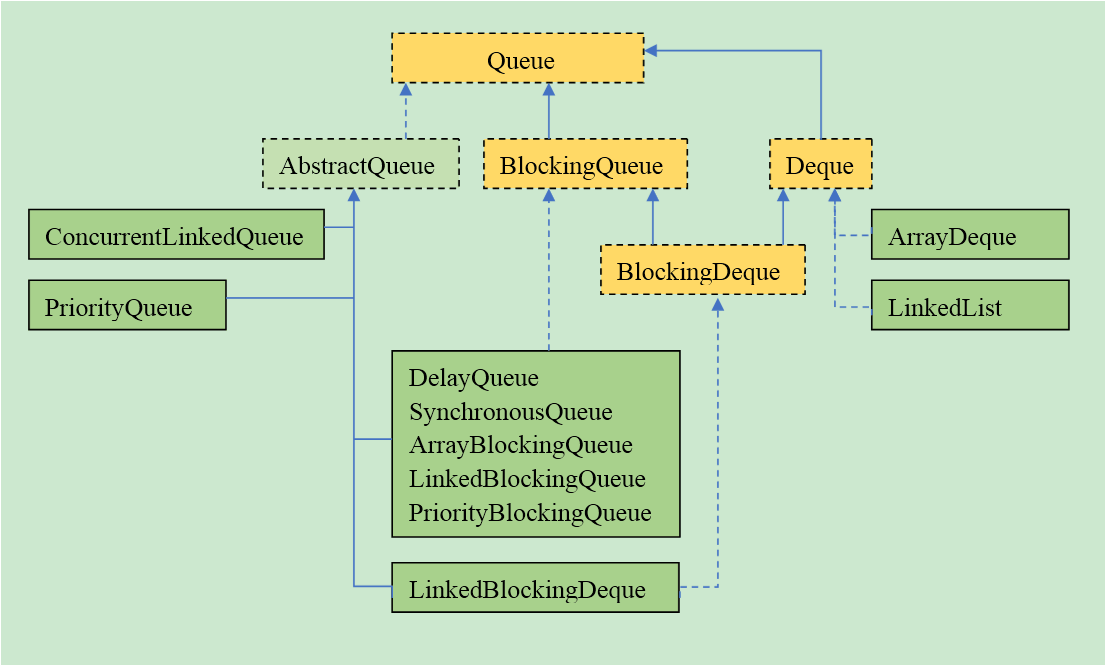 Queue
AbstractQueue
BlockingQueue
Deque
ConcurrentLinkedQueue
ArrayDeque
BlockingDeque
PriorityQueue
LinkedList
DelayQueue
SynchronousQueue
ArrayBlockingQueue
LinkedBlockingQueue
PriorityBlockingQueue
LinkedBlockingDeque